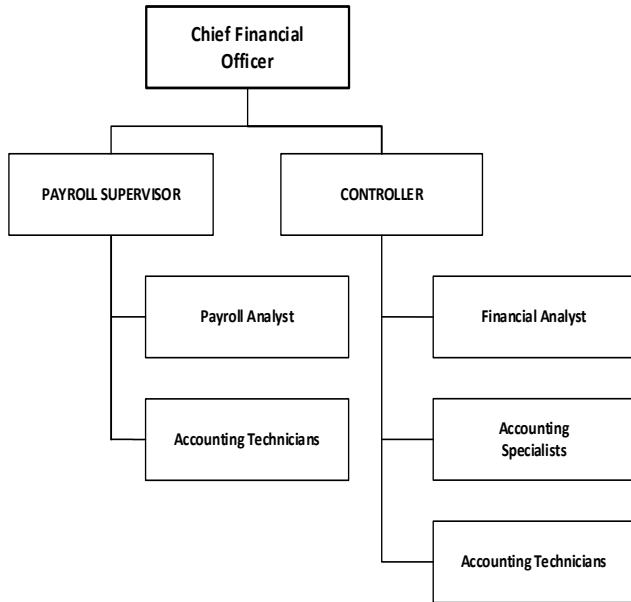 Chief Financial
Officer
PAYROLL SUPERVISOR
CONTROLLER
Payroll Analyst
Financial Analyst
Accounting Technicians
Accounting
Specialists
Accounting Technicians